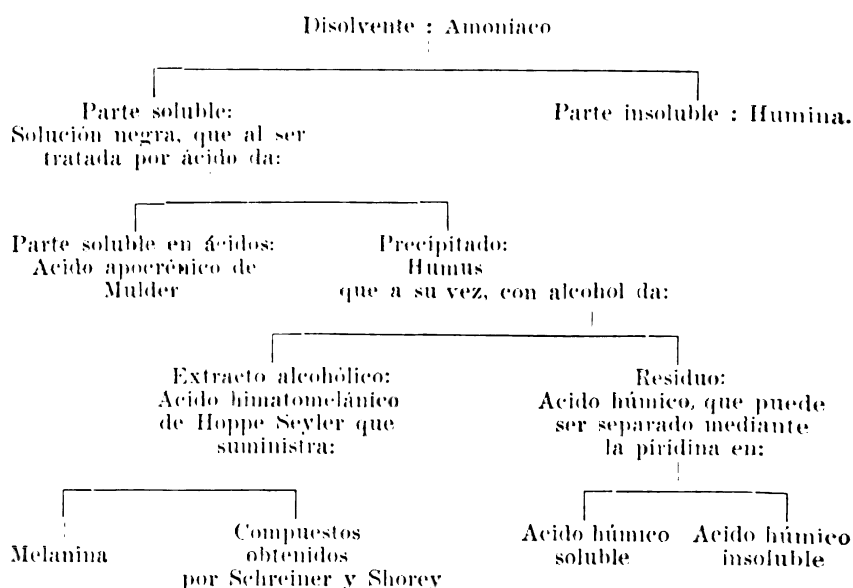 Disolvente : Amoniaco
Parte soluble:
Solución negra, que al ser
tratada por ácido da:
Parte insoluble : Humina.
Parte soluble en ácidos:
Acido apocrénico de
Mulder
Precipitado:
Humus
que a su vez, con alcohol da:
Extracto alcohólico:
Acido himatomelánico
de Hoppe Seyler que
suministra:
Residuo:
Acido húmico, que puede
ser separado mediante
la piridina en:
Melanina
Compuestos
obtenidos
por Schreiner y Shorey
Acido húmico
soluble
Acido húmico
insoluble